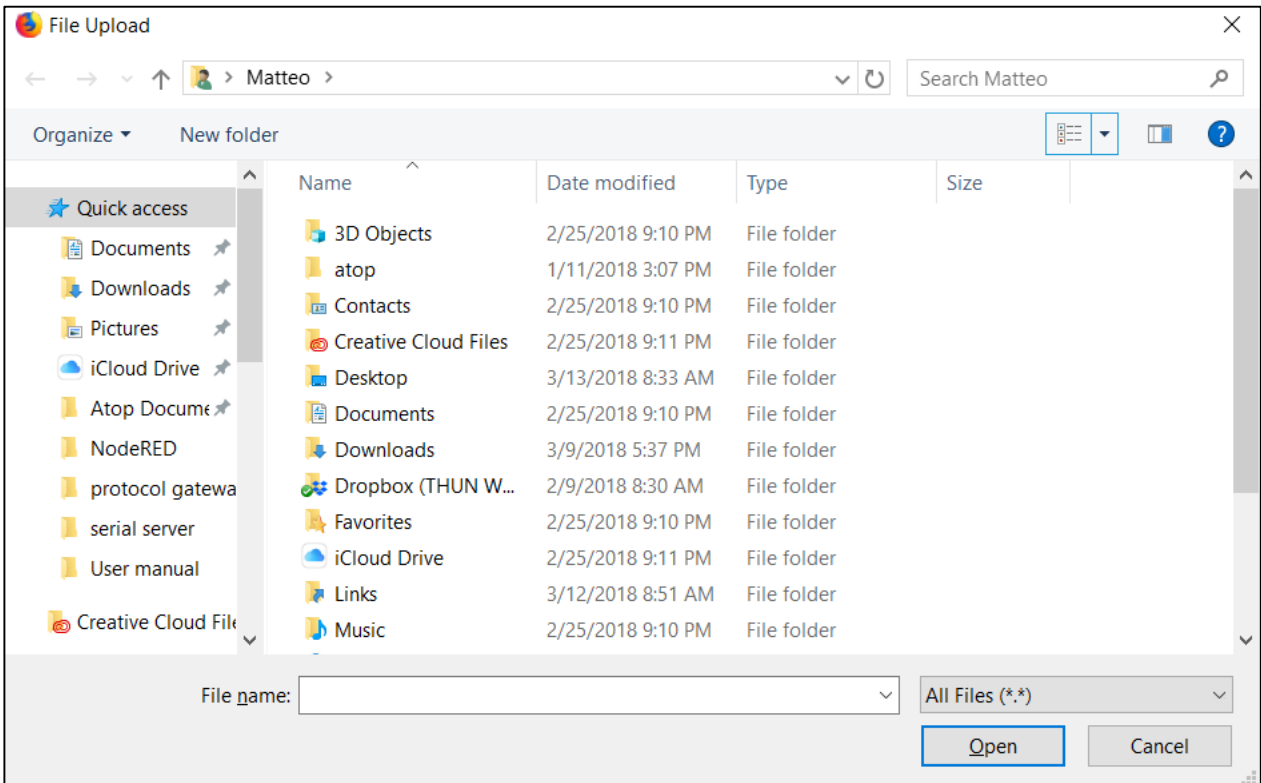 File Upload
Matteo
Search Matteo
Organize New folder
?
Name Date modified Type Size
Quick access
Documents
Downloads
Pictures
iCloud Drive
Atop Docume
NodeRED
protocol gatewa
serial server
User manual
Creative Cloud File
3D Objects 2/25/2018 9:10 PM File folder
atop 1/11/2018 3:07 PM File folder
Contacts 2/25/2018 9:10 PM File folder
Creative Cloud Files 2/25/2018 9:11 PM File folder
Desktop 3/13/2018 8:33 AM File folder
Documents 2/25/2018 9:10 PM File folder
Downloads 3/9/2018 5:37 PM File folder
Dropbox (THUN W... 2/9/2018 8:30 AM File folder
Favorites 2/25/2018 9:10 PM File folder
iCloud Drive 2/25/2018 9:11 PM File folder
Links 3/12/2018 8:51 AM File folder
Music 2/25/2018 9:10 PM File folder
File name: All Files (*.*)
Open Cancel